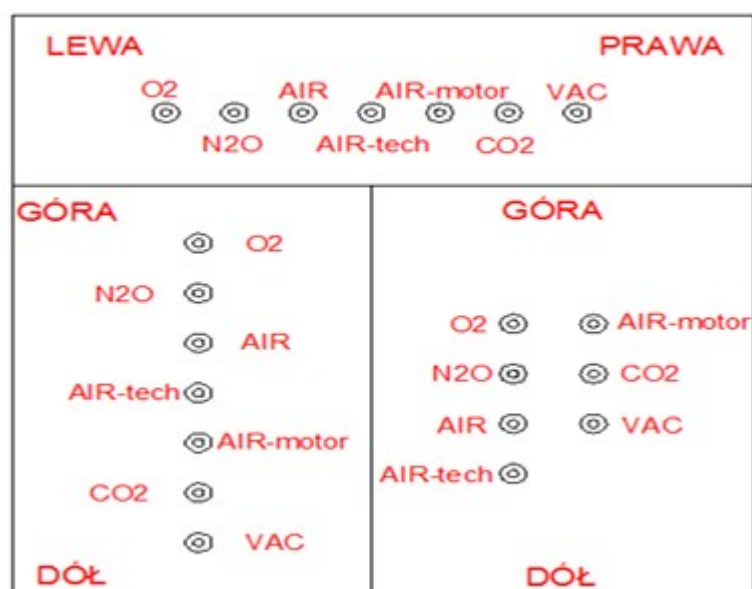 LEWA PRAWA
O2 AIR AIR-motor VAC
N2O AIR-tech CO2
GÓRA
O2
N2O
AIR
AIR-tech
AIR-motor
CO2
VAC
DÓŁ
GÓRA
O2 AIR-motor
N2O CO2
AIR VAC
AIR-tech
DÓŁ